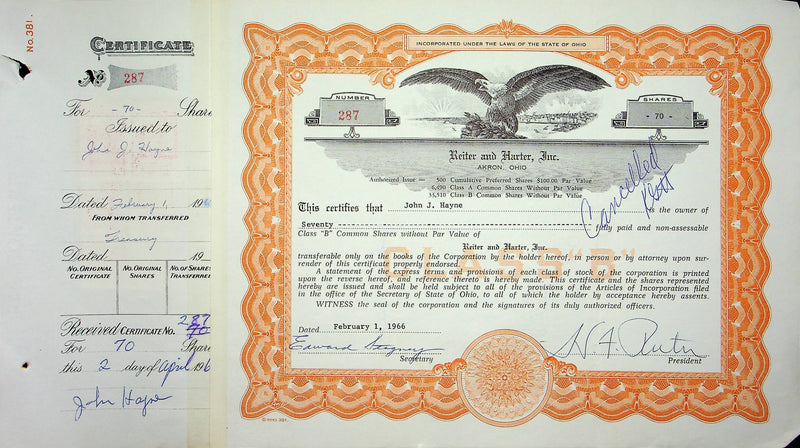 No. 381.
CERTIFICATE
No 287
For - 70 - Shar
Issued to
John J. Hayne
Dated February 1, 19
FROM WHOM TRANSFERRED
Treasury
Dated 19
No. ORIGINAL CERTIFICATE
No. ORIGINAL SHARES
No. OF SHARES TRANSFERRE
Received CERTIFICATE No. 287
70
For 70 Shar
this 2 day of April 196
John Hayne
INCORPORATED UNDER THE LAWS OF THE STATE OF OHIO
NUMBER
287
SHARES
- 70 -
Reiter and Harter, Inc.
AKRON, OHIO
Authorized Issue — 500 Cumulative Preferred Shares $100.00 Par Value
6,490 Class A Common Shares Without Par Value
33,510 Class B Common Shares Without Par Value
Cancelled
This certifies that John J. Hayne is the owner of
Seventy fully paid and non-assessable
Class "B" Common Shares without Par Value of
Reiter and Harter, Inc.
CLASS "B"
transferable only on the books of the Corporation by the holder hereof, in person or by attorney upon sur-
render of this certificate properly endorsed.
A statement of the express terms and provisions of each class of stock of the corporation is printed
upon the reverse hereof, and reference thereto is hereby made. This certificate and the shares represented
hereby are issued and shall be held subject to all of the provisions of the Articles of Incorporation filed
in the office of the Secretary of State of Ohio, to all of which the holder by acceptance hereby assents.
WITNESS the seal of the corporation and the signatures of its duly authorized officers.
Dated February 1, 1966
Edward
Secretary
President